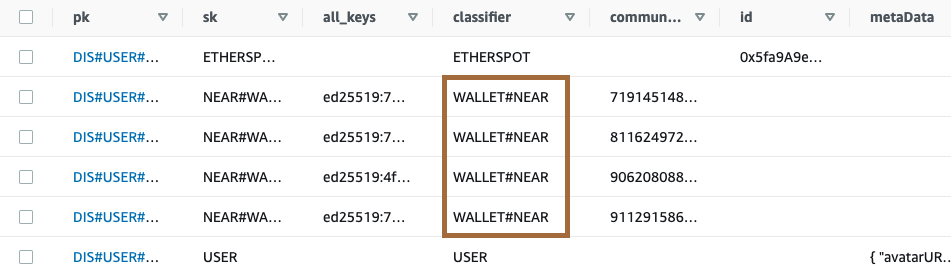 pk sk all_keys classifier commun... id metaData
DIS#USER#... ETHERSP... ETHERSPOT 0x5fa9A9e...
DIS#USER#... NEAR#WA... ed25519:7... WALLET#NEAR 719145148...
DIS#USER#... NEAR#WA... ed25519:7... WALLET#NEAR 811624972...
DIS#USER#... NEAR#WA... ed25519:4f... WALLET#NEAR 906208088...
DIS#USER#... NEAR#WA... ed25519:7... WALLET#NEAR 911291586...
DIS#USER#... USER USER { "avatarUR...